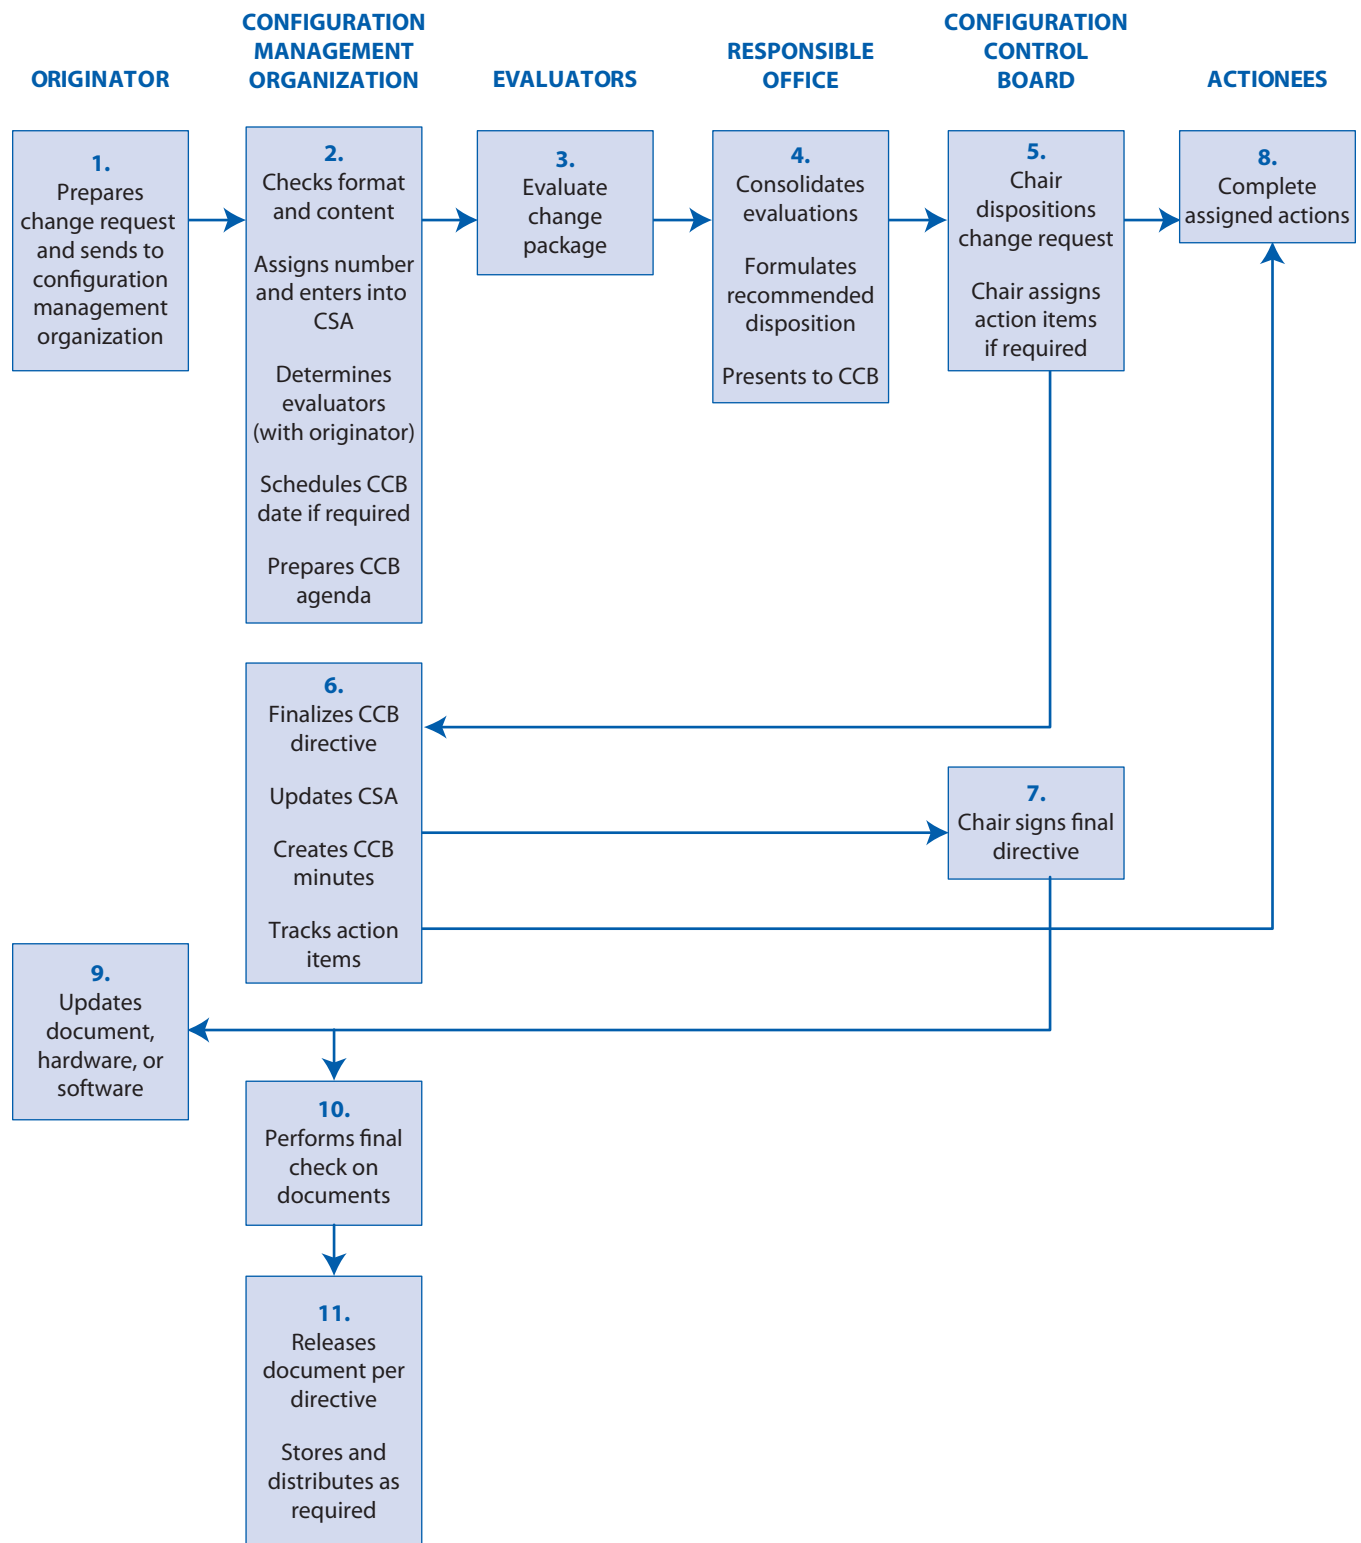 ORIGINATOR
CONFIGURATION
MANAGEMENT
ORGANIZATION
EVALUATORS
RESPONSIBLE
OFFICE
CONFIGURATION
CONTROL
BOARD
ACTIONEES
1.
Prepares
change request
and sends to
configuration
management
organization
2.
Checks format
and content
Assigns number
and enters into
CSA
Determines
evaluators
(with originator)
Schedules CCB
date if required
Prepares CCB
agenda
3.
Evaluate
change
package
4.
Consolidates
evaluations
Formulates
recommended
disposition
Presents to CCB
5.
Chair
dispositions
change request
Chair assigns
action items
if required
8.
Complete
assigned actions
6.
Finalizes CCB
directive
Updates CSA
Creates CCB
minutes
Tracks action
items
7.
Chair signs final
directive
9.
Updates
document,
hardware, or
software
10.
Performs final
check on
documents
11.
Releases
document per
directive
Stores and
distributes as
required